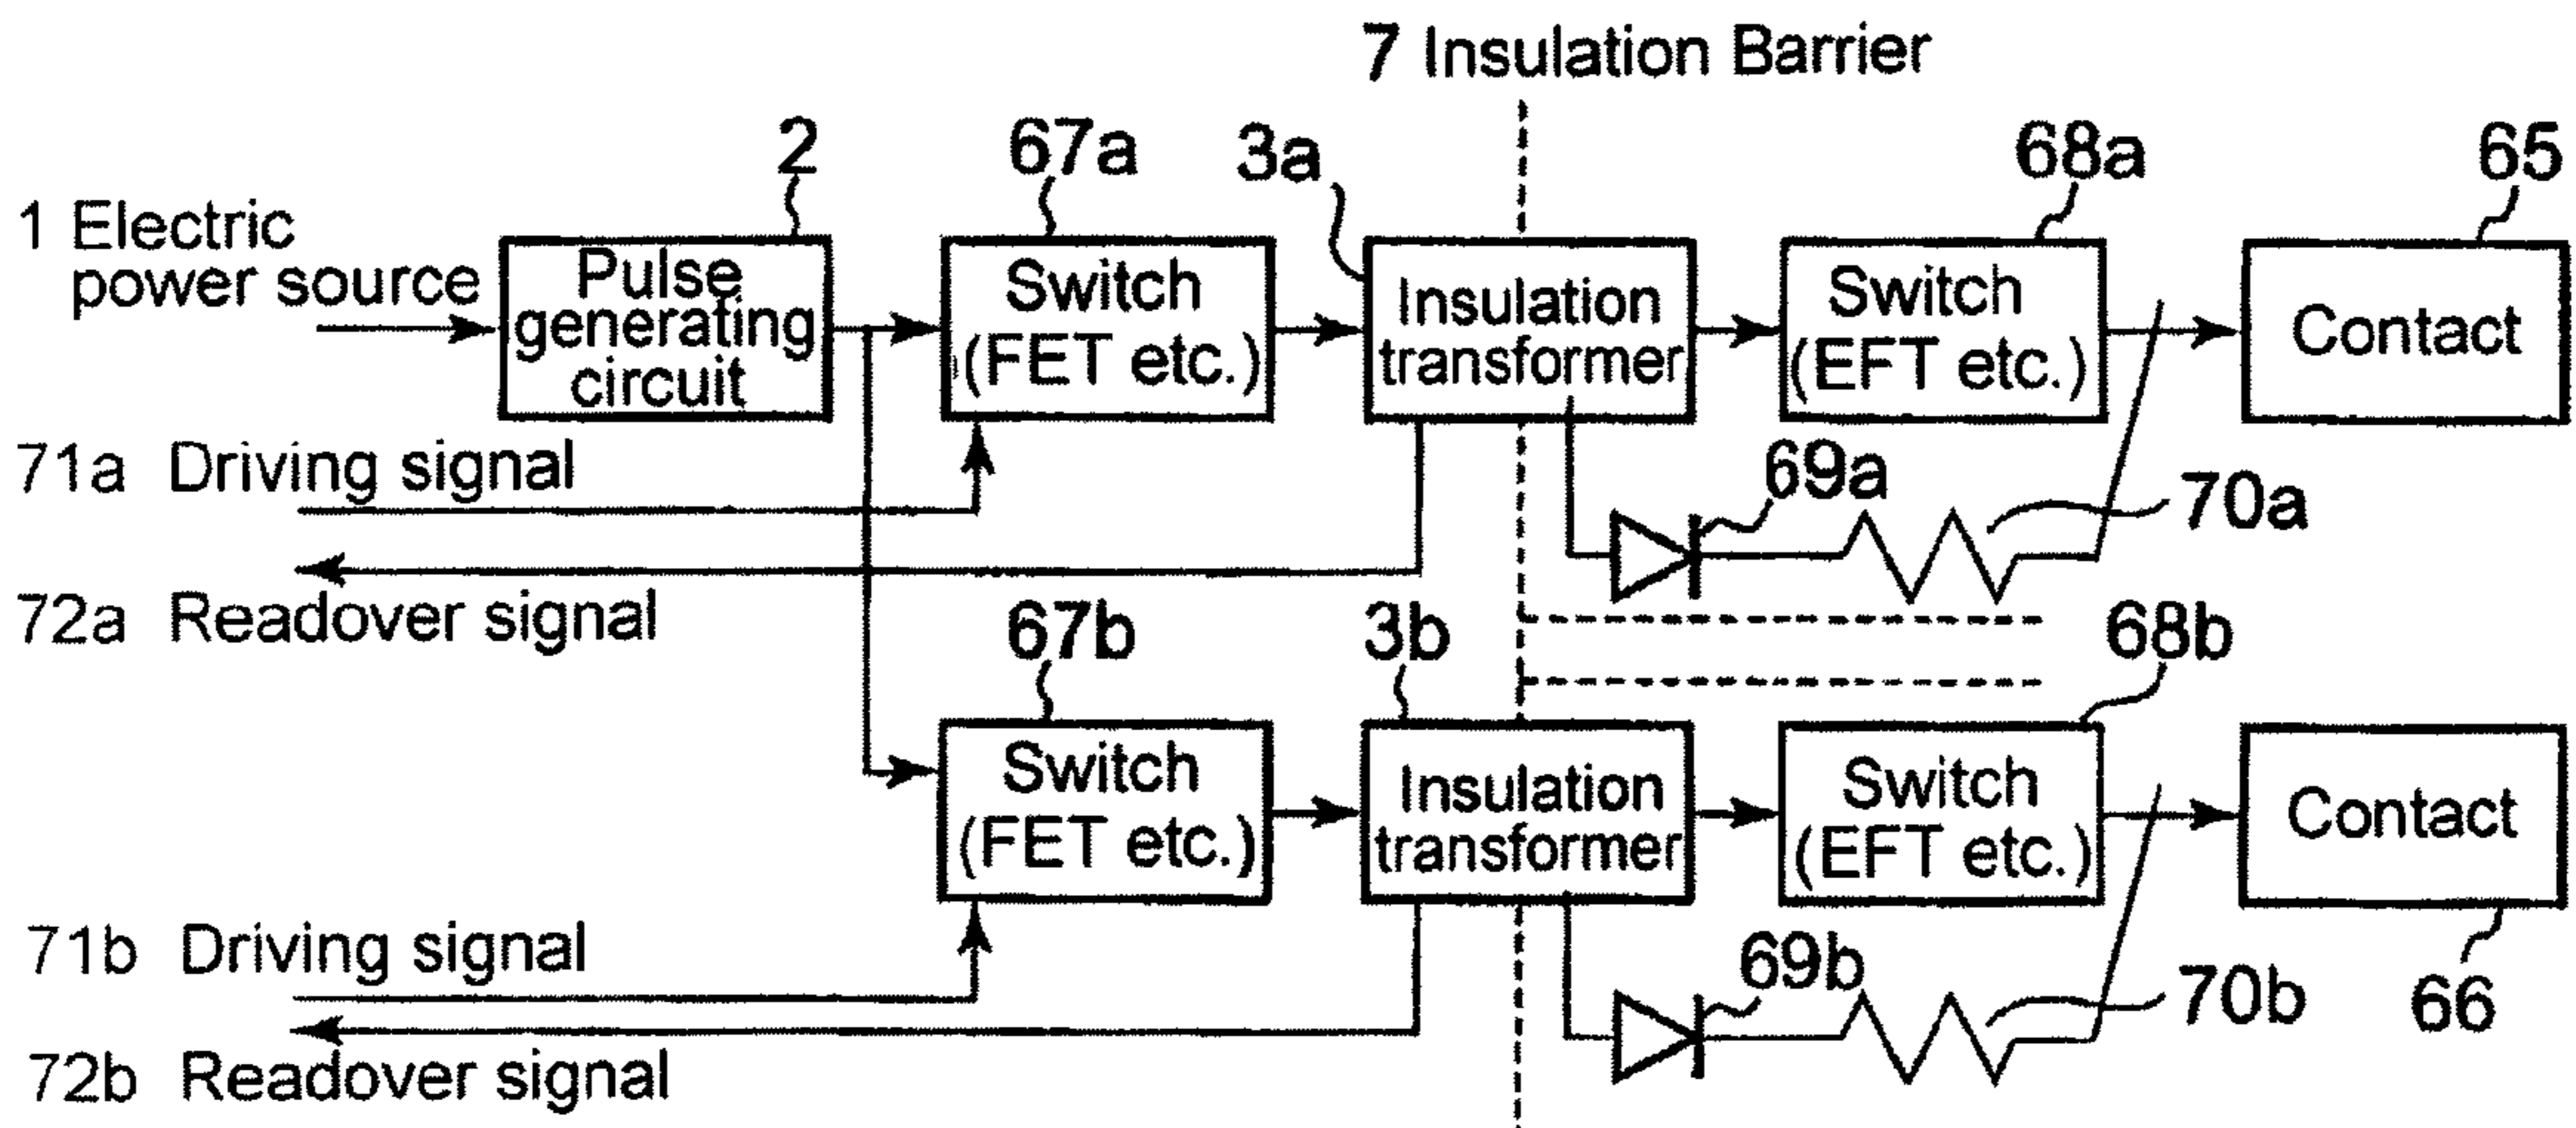 7 Insulation Barrier
2
67a
3a
68a
65
1 Electric
power source
Pulse
generating
circuit
Switch
(FET etc.)
Insulation
transformer
Switch
(EFT etc.)
Contact
71a Driving signal
69a
70a
72a Readover signal
67b
3b
68b
Switch
(FET etc.)
Insulation
transformer
Switch
(EFT etc.)
Contact
71b Driving signal
69b
70b
66
72b Readover signal